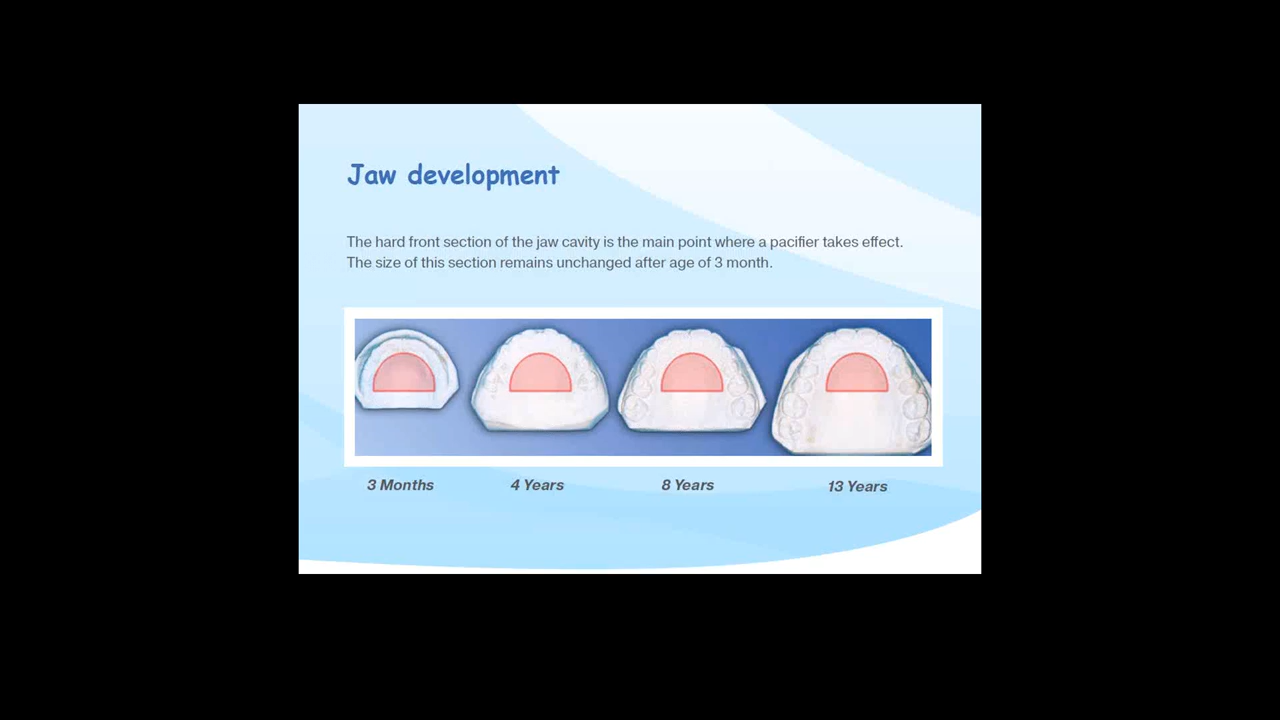 Jaw development
The hard front section of the jaw cavity is the main point where a pacifier takes effect.
The size of this section remains unchanged after age of 3 month.
3 Months
4 Years
8 Years
13 Years